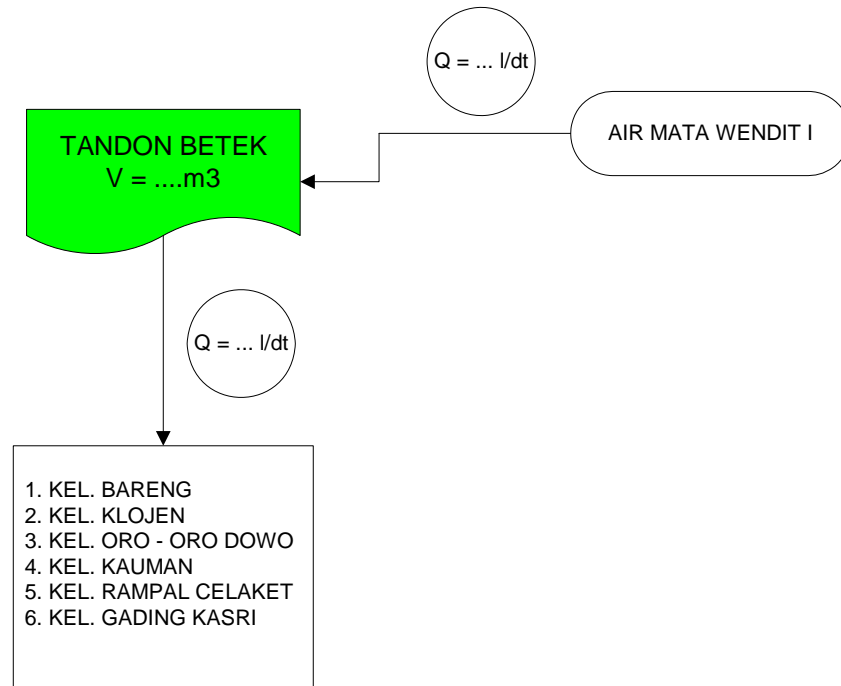 Q = ... l/dt
AIR MATA WENDIT I
TANDON BETEK
V = ....m3
Q = ... l/dt
1. KEL. BARENG
2. KEL. KLOJEN
3. KEL. ORO - ORO DOWO
4. KEL. KAUMAN
5. KEL. RAMPAL CELAKET
6. KEL. GADING KASRI